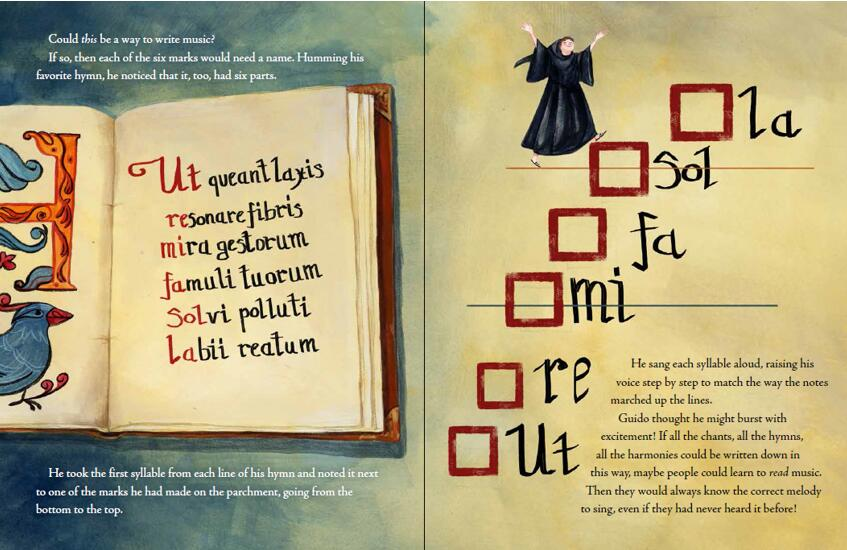 Could this be a way to write music?
If so, then each of the six marks would need a name. Humming his
favorite hymn, he noticed that it, too, had six parts.
H
Ut queant laxis
resonare fibris
mira gestorum
famuli tuorum
Solvi polluti
Labii reatum
He took the first syllable from each line of his hymn and noted it next
to one of the marks he had made on the parchment, going from the
bottom to the top.
la
sol
fa
mi
re
Ut
He sang each syllable aloud, raising his
voice step by step to match the way the notes
marched up the lines.
Guido thought he might burst with
excitement! If all the chants, all the hymns,
all the harmonies could be written down in
this way, maybe people could learn to read music.
Then they would always know the correct melody
to sing, even if they had never heard it before!